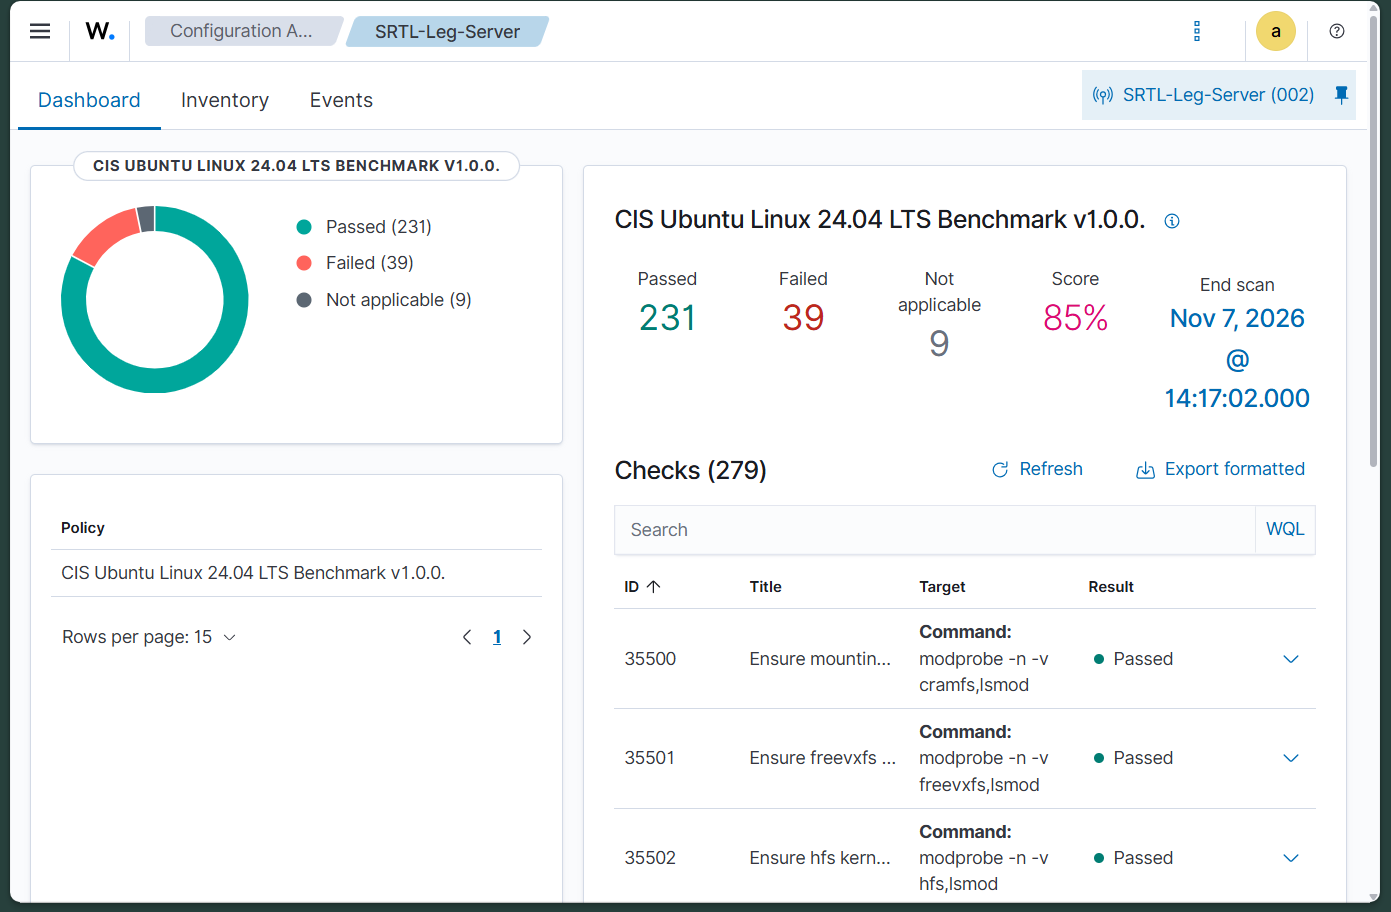 W.
Configuration A...
SRTL-Leg-Server
a
Dashboard
Inventory
Events
SRTL-Leg-Server (002)
CIS UBUNTU LINUX 24.04 LTS BENCHMARK V1.0.0.
Passed (231)
Failed (39)
Not applicable (9)
Policy
CIS Ubuntu Linux 24.04 LTS Benchmark v1.0.0.
Rows per page: 15
1
CIS Ubuntu Linux 24.04 LTS Benchmark v1.0.0.
Passed
231
Failed
39
Not
applicable
9
Score
85%
End scan
Nov 7, 2026
@
14:17:02.000
Checks (279)
Refresh
Export formatted
Search
WQL
ID
Title
Target
Result
35500
Ensure mountin...
Command:
modprobe -n -v
cramfs,lsmod
Passed
35501
Ensure freevxfs ...
Command:
modprobe -n -v
freevxfs,lsmod
Passed
35502
Ensure hfs kern...
Command:
modprobe -n -v
hfs,lsmod
Passed